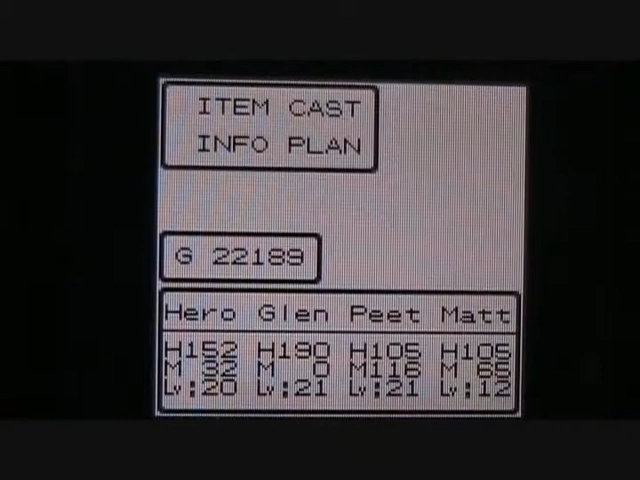 ITEM CAST
INFO PLAN
G 22189
Hero Glen Peet Matt
H152 H190 H105 H105
M 32 M 0 M116 M 65
Lv:20 Lv:21 Lv:21 Lv:12